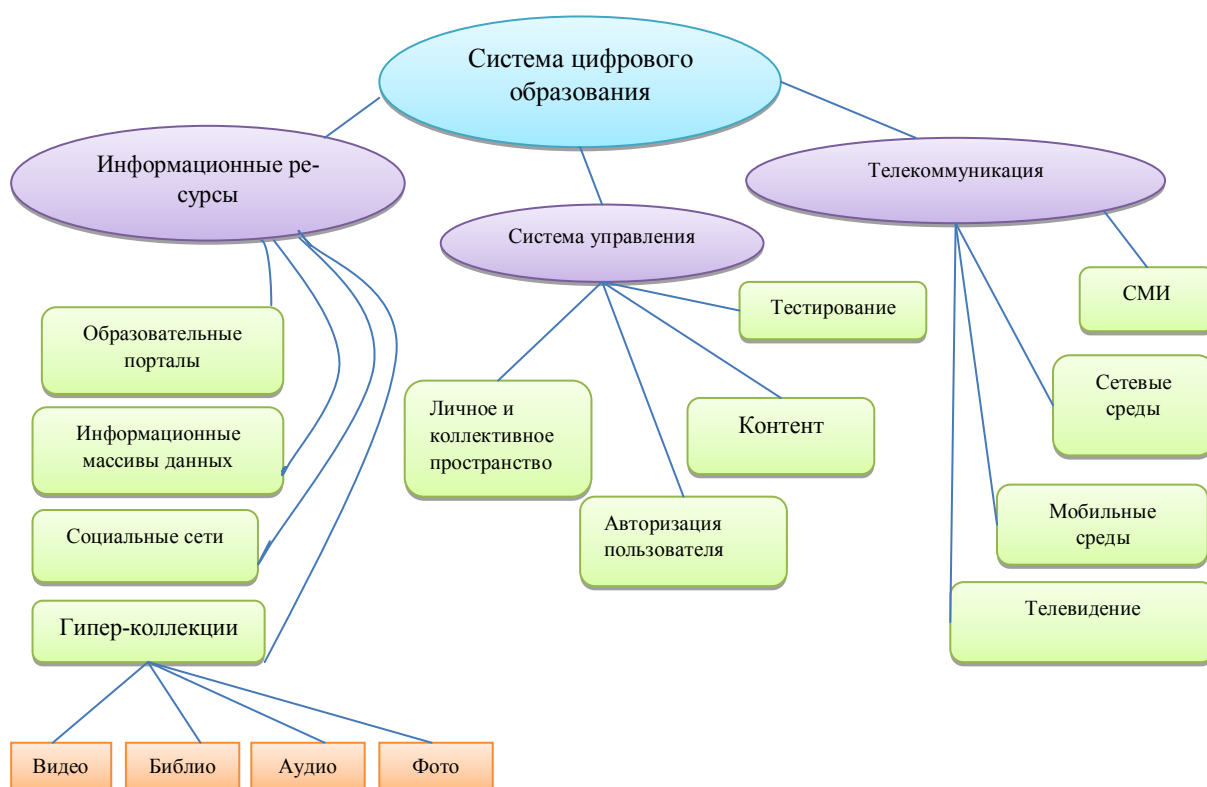 Система цифрового
образования
Информационные ре-
сурсы
Система управления
Телекоммуникация
Образовательные
порталы
Информационные
массивы данных
Социальные сети
Гипер-коллекции
Видео
Библио
Аудио
Фото
Личное и
коллективное
пространство
Авторизация
пользователя
Контент
Тестирование
СМИ
Сетевые
среды
Мобильные
среды
Телевидение